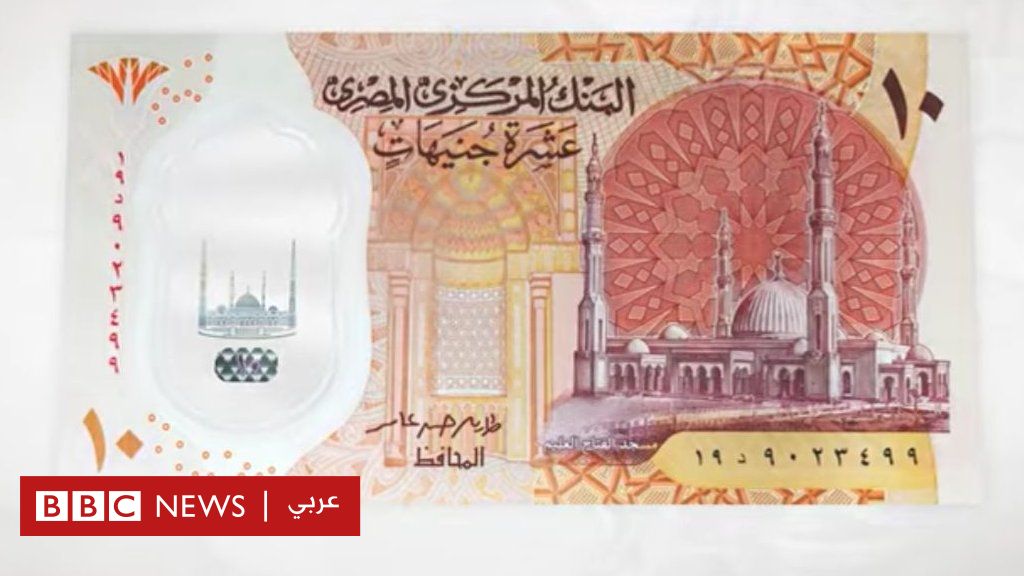 البنك المركزي المصري
عشرة جنيهات
١٠
١٩ د ٩٠٢٣٤٩٩
طارق حسن عامر
المحافظ
مسجد الفتاح العليم
١٩ د ٩٠٢٣٤٩٩
١٠
BBC NEWS | عربي